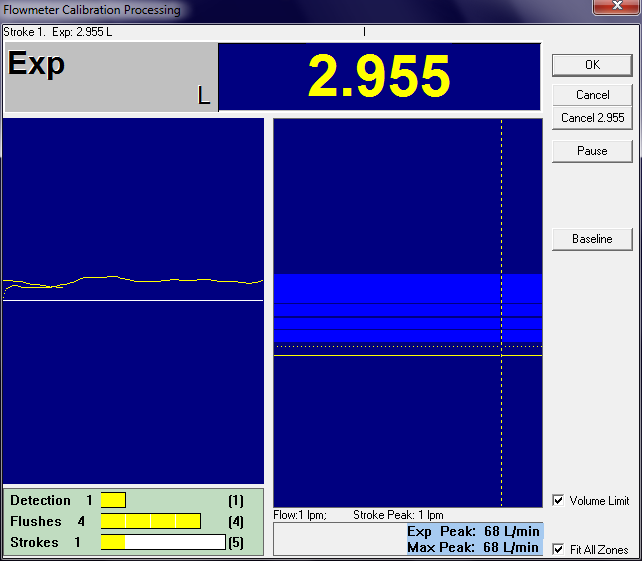 Flowmeter Calibration Processing
Stroke 1. Exp: 2.955 L
Exp
L
2.955
OK
Cancel
Cancel 2.955
Pause
Baseline
Detection 1 (1)
Flushes 4 (4)
Strokes 1 (5)
Flow:1 lpm; Stroke Peak: 1 lpm
Exp Peak: 68 L/min
Max Peak: 68 L/min
Volume Limit
Fit All Zones